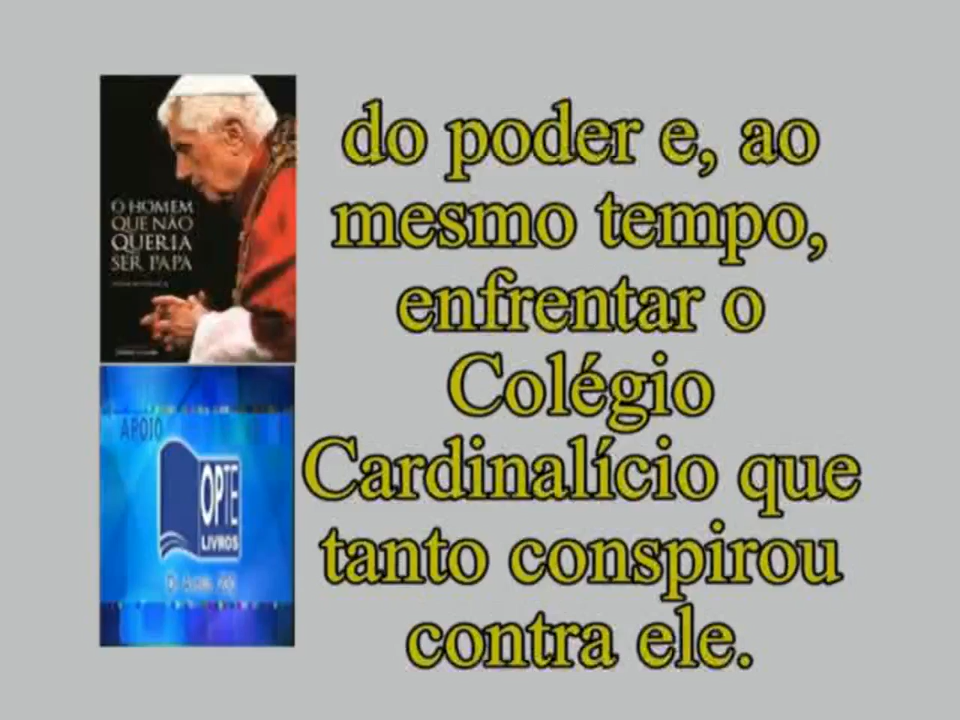 O HOMEM
QUE NÃO
QUERIA
SER PAPA
APOIO
OPTE
LIVROS
do poder e, ao
mesmo tempo,
enfrentar o
Colégio
Cardinalício que
tanto conspirou
contra ele.